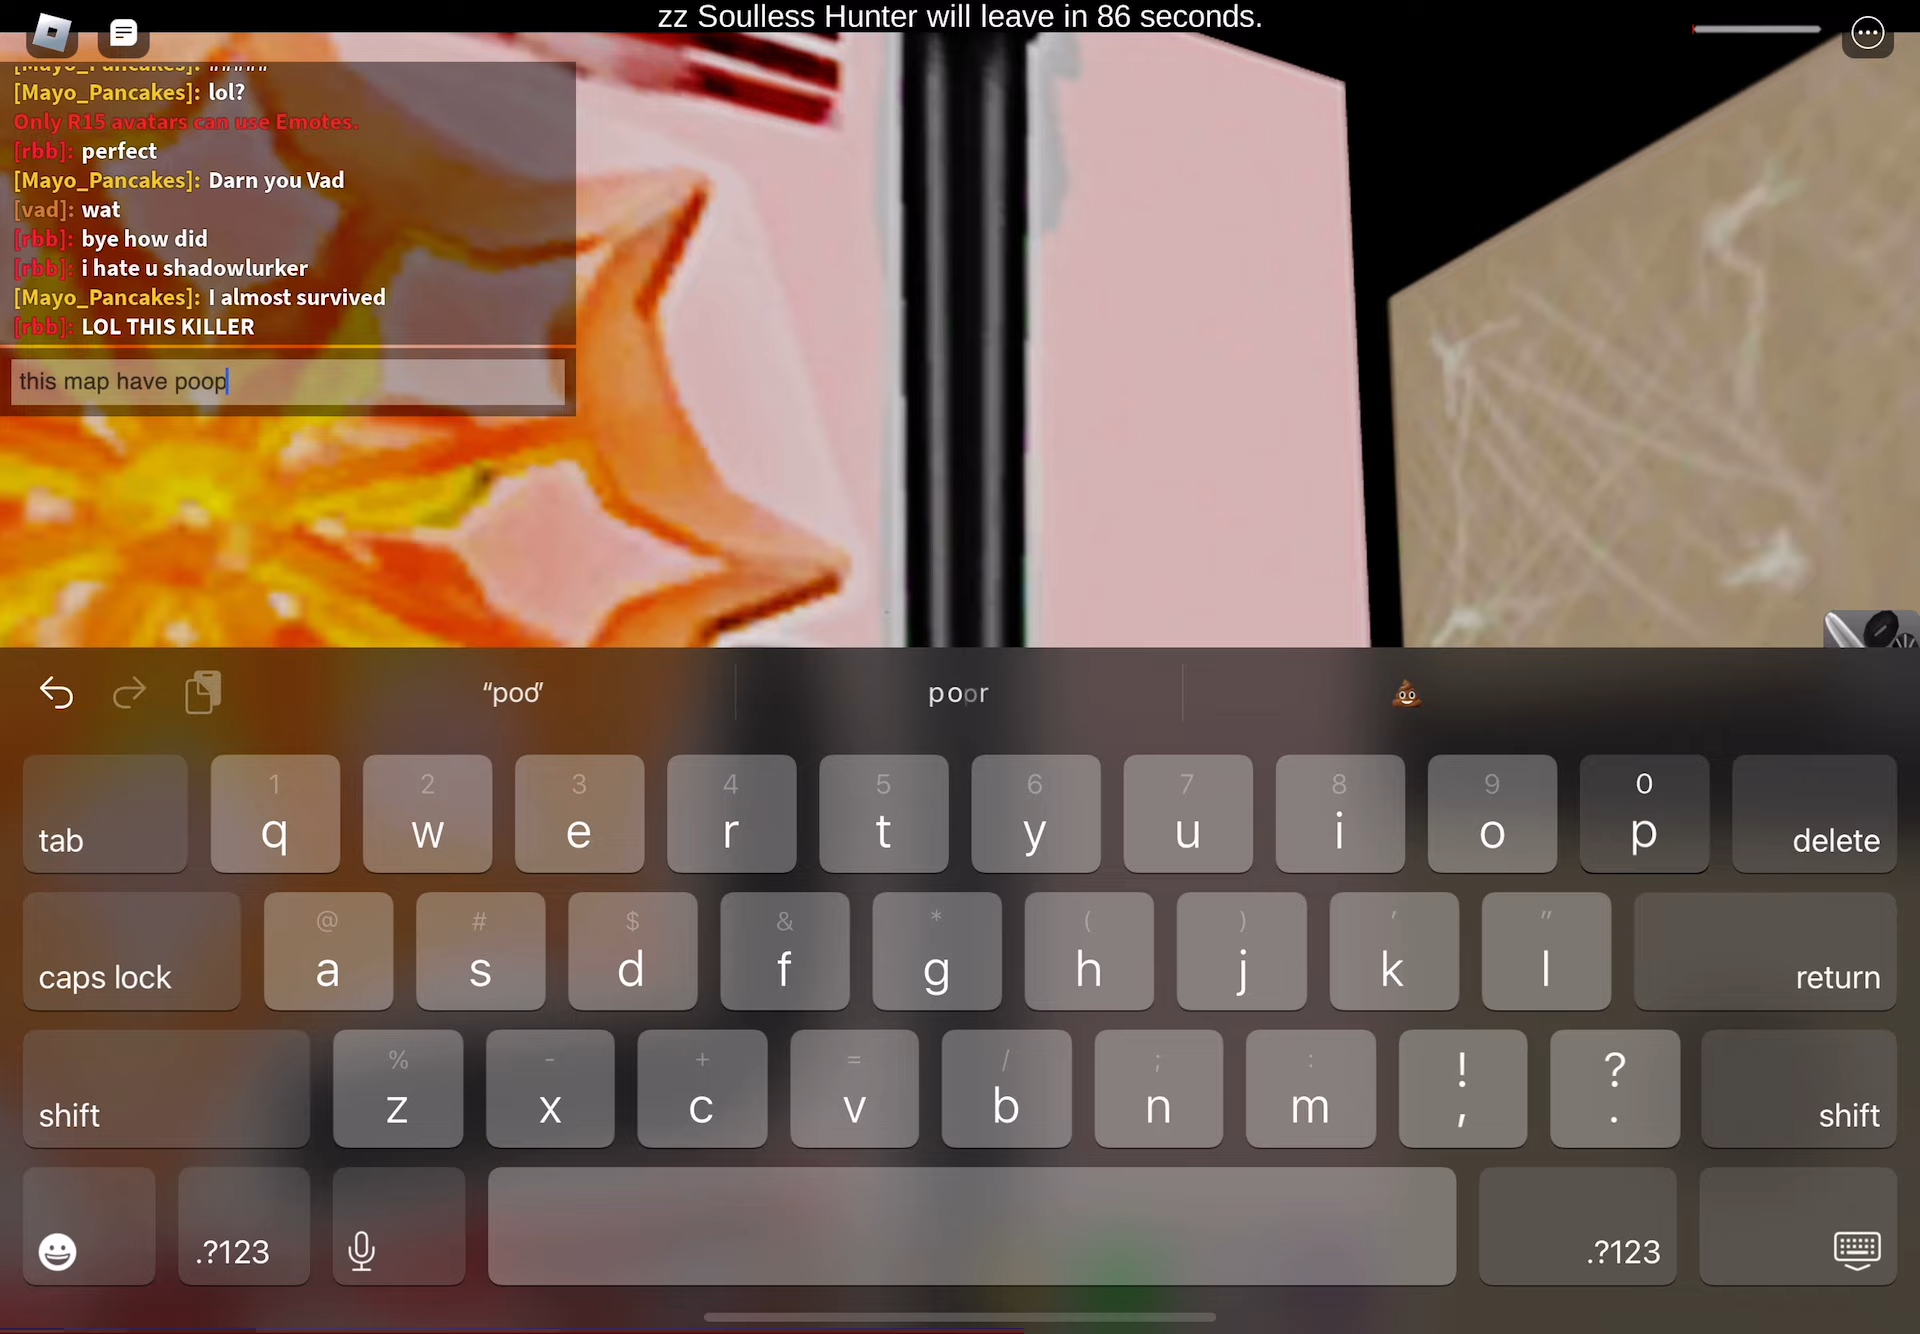 zz Soulless Hunter will leave in 86 seconds.
[Mayo_Pancakes]: #####
[Mayo_Pancakes]: lol?
Only R15 avatars can use Emotes.
[rbb]: perfect
[Mayo_Pancakes]: Darn you Vad
[vad]: wat
[rbb]: bye how did
[rbb]: i hate u shadowlurker
[Mayo_Pancakes]: I almost survived
[rbb]: LOL THIS KILLER
this map have poop
poor 💩
1 2 3 4 5 6 7 8 9 0
tab q w e r t y u i o p delete
@ # $ & * ( ) ' "
caps lock a s d f g h j k l return
% - + = / ; : ! ?
shift z x c v b n m , . shift
.?123 .?123